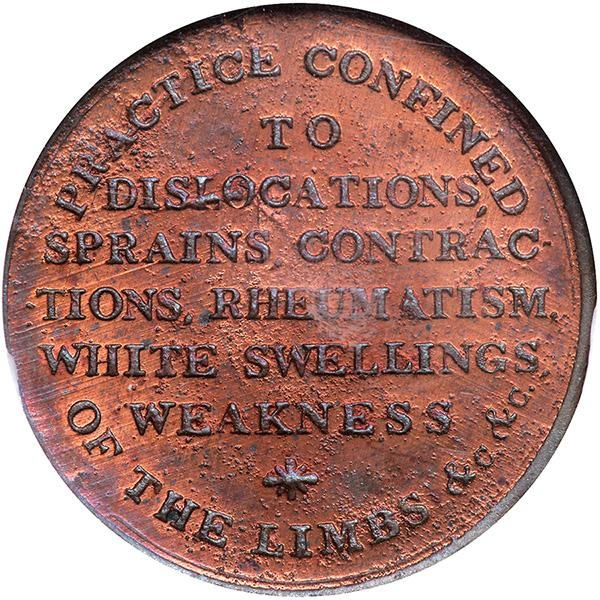 PRACTICE CONFINED
TO
DISLOCATIONS,
SPRAINS CONTRAC-
TIONS, RHEUMATISM.
WHITE SWELLINGS
WEAKNESS
OF THE LIMBS &c &c.